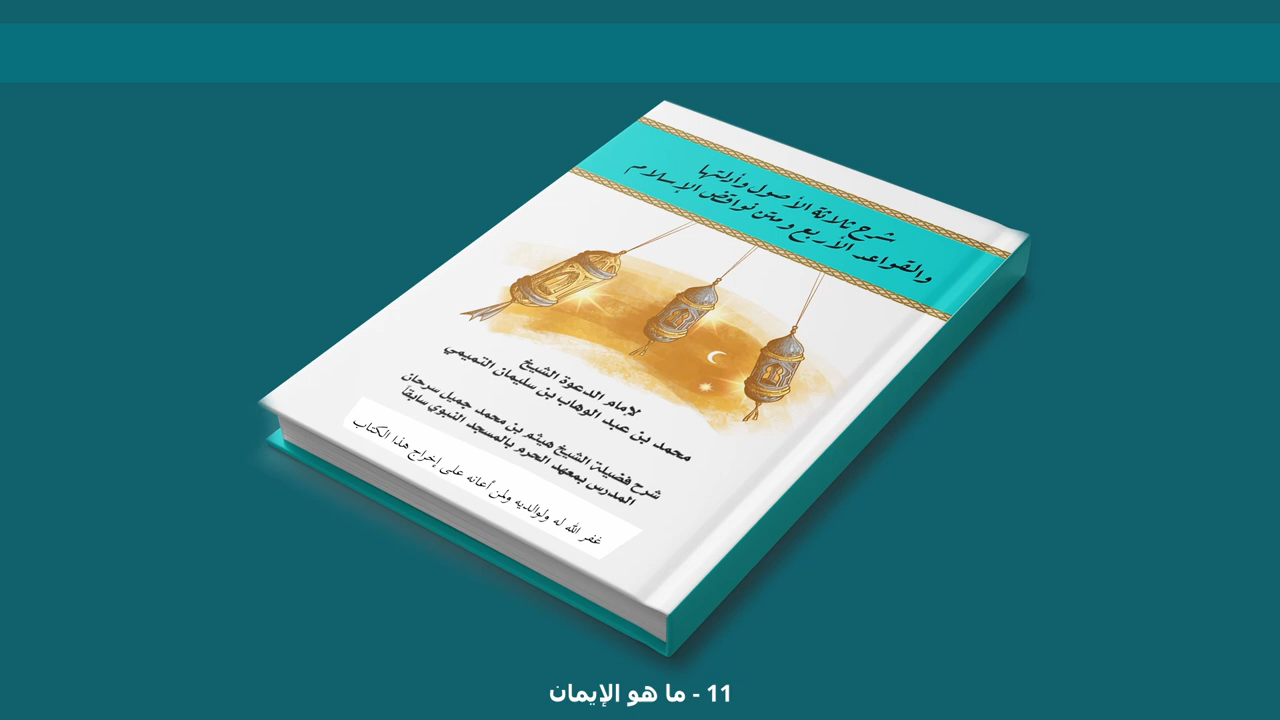 شرح ثلاثة الأصول وأدلتها
والقواعد الأربع ومتن نواقض الإسلام
لإمام الدعوة الشيخ
محمد بن عبد الوهاب بن سليمان التميمي
شرح فضيلة الشيخ هيثم بن محمد جميل سرحان
المدرس بمعهد الحرم بالمسجد النبوي سابقاً
غفر الله له ولوالديه ولمن أعانه على إخراج هذا الكتاب
11 - ما هو الإيمان